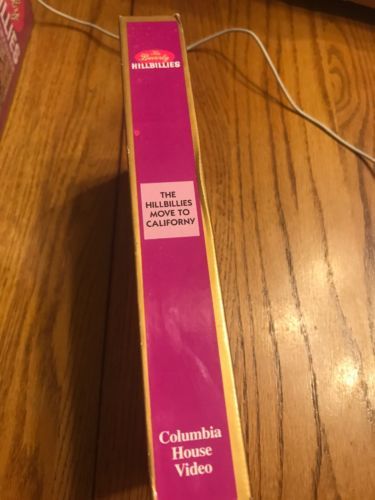 The
Beverly
HILLBILLIES
THE
HILLBILLIES
MOVE TO
CALIFORNY
Columbia
House
Video